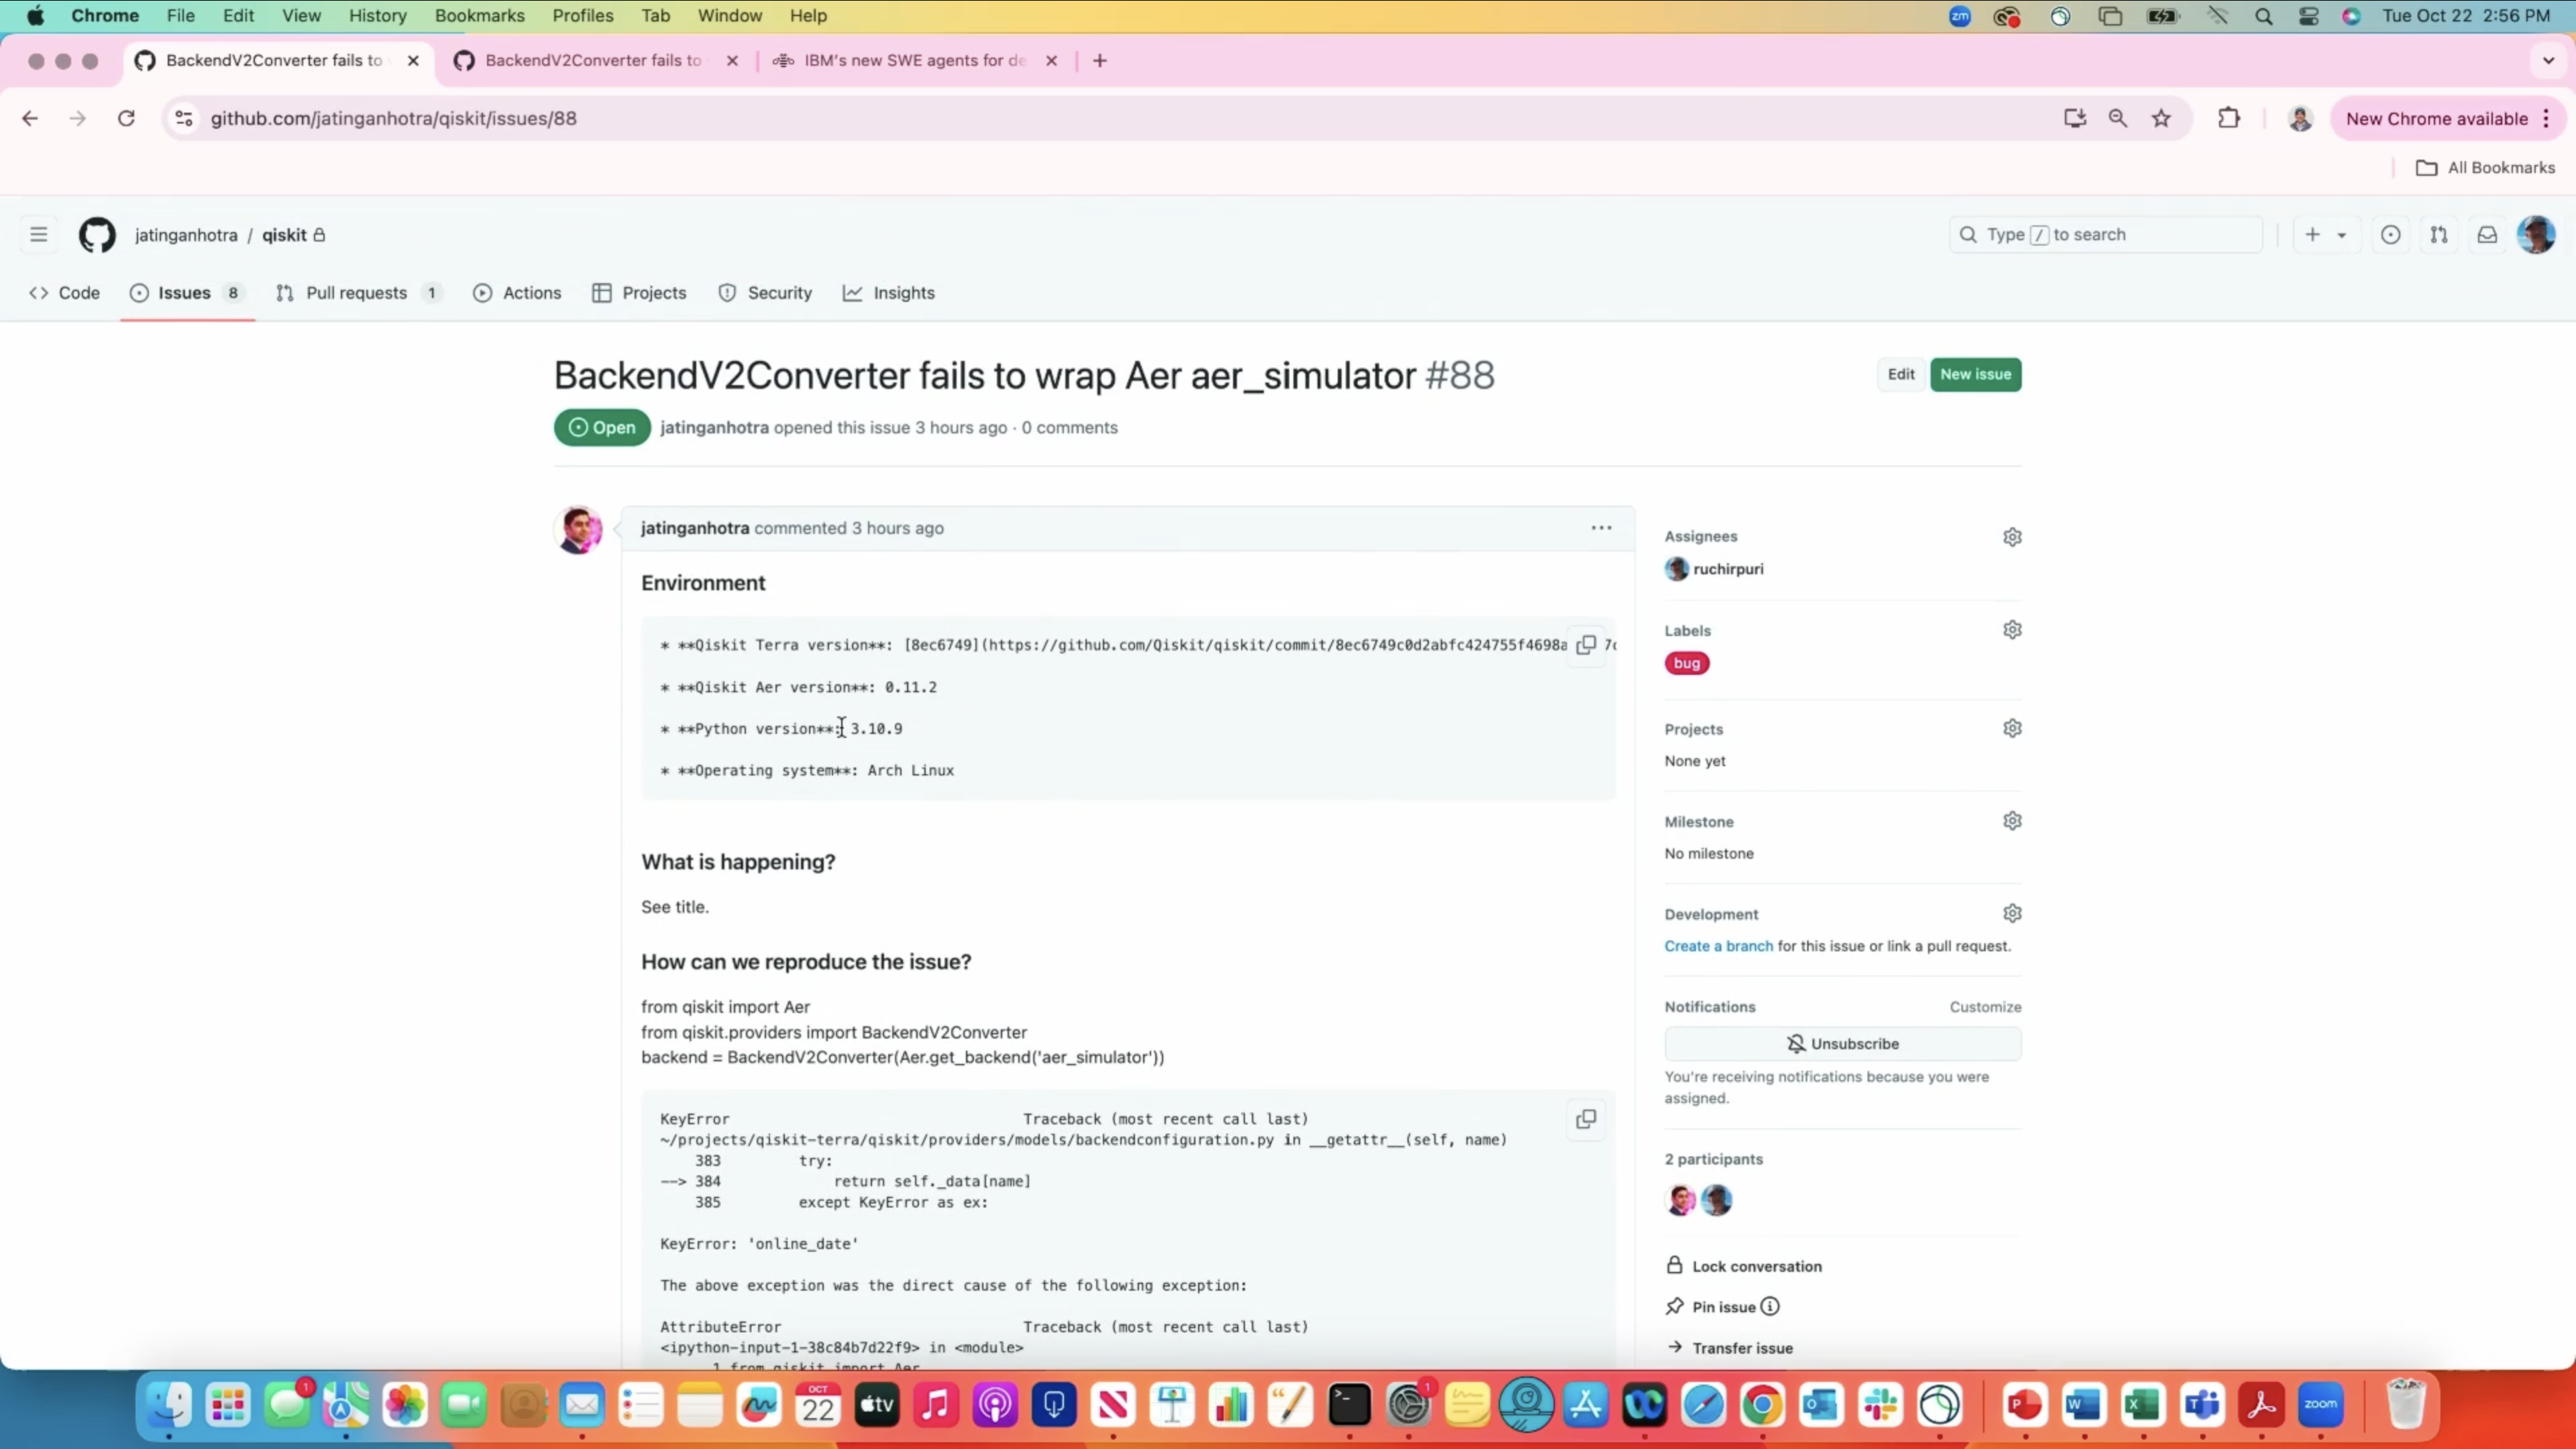 Chrome File Edit View History Bookmarks Profiles Tab Window Help
zm
Tue Oct 22 2:56 PM
BackendV2Converter fails to
BackendV2Converter fails to
IBM's new SWE agents for de
github.com/jatinganhotra/qiskit/issues/88
New Chrome available
All Bookmarks
jatinganhotra / qiskit
Type / to search
Code
Issues 8
Pull requests 1
Actions
Projects
Security
Insights
BackendV2Converter fails to wrap Aer aer_simulator #88
Edit
New issue
Open
jatinganhotra opened this issue 3 hours ago · 0 comments
jatinganhotra commented 3 hours ago
Environment
* **Qiskit Terra version**: [8ec6749](https://github.com/Qiskit/qiskit/commit/8ec6749c0d2abfc424755f4698a
* **Qiskit Aer version**: 0.11.2
* **Python version**: 3.10.9
* **Operating system**: Arch Linux
What is happening?
See title.
How can we reproduce the issue?
from qiskit import Aer
from qiskit.providers import BackendV2Converter
backend = BackendV2Converter(Aer.get_backend('aer_simulator'))
KeyError Traceback (most recent call last)
~/projects/qiskit-terra/qiskit/providers/models/backendconfiguration.py in __getattr__(self, name)
383 try:
--> 384 return self._data[name]
385 except KeyError as ex:
KeyError: 'online_date'
The above exception was the direct cause of the following exception:
AttributeError Traceback (most recent call last)
<ipython-input-1-38c84b7d22f9> in <module>
1 from qiskit import Aer
Assignees
ruchirpuri
Labels
bug
Projects
None yet
Milestone
No milestone
Development
Create a branch for this issue or link a pull request.
Notifications
Customize
Unsubscribe
You're receiving notifications because you were
assigned.
2 participants
Lock conversation
Pin issue
Transfer issue
1
OCT
22
tv
1
zoom